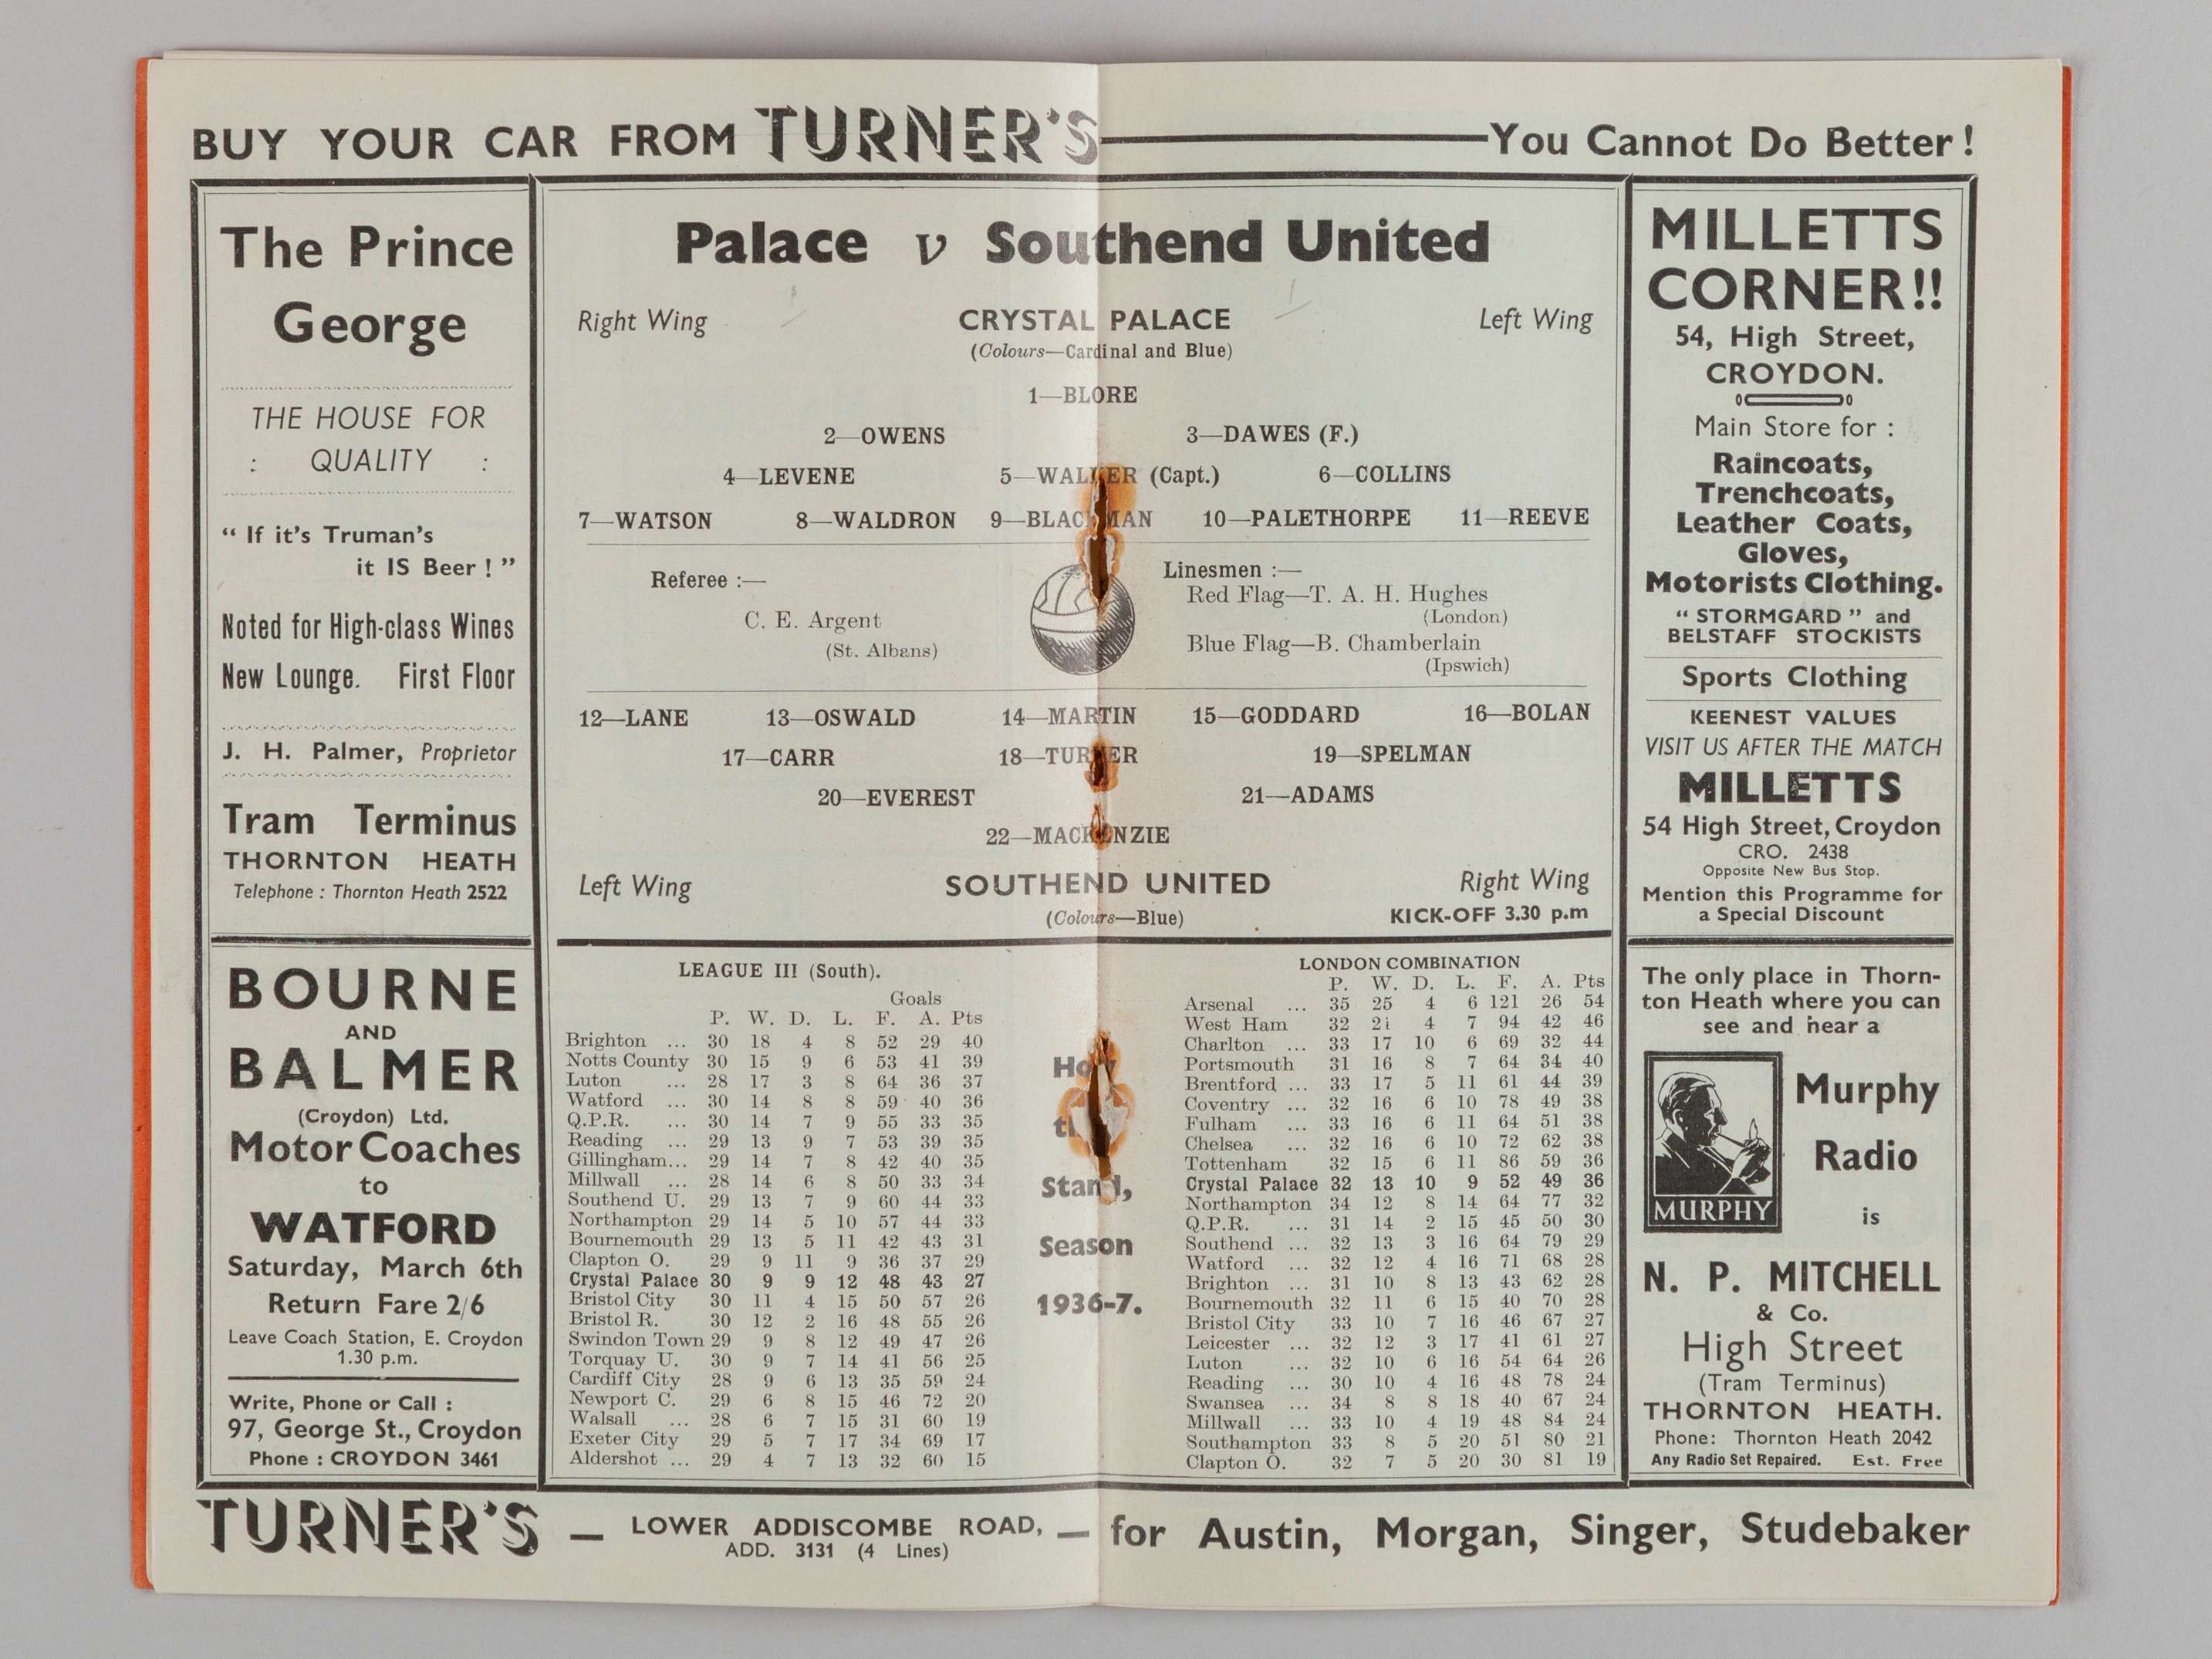 BUY YOUR CAR FROM TURNER'S — You Cannot Do Better !
The Prince
George
THE HOUSE FOR
: QUALITY :
“ If it's Truman's
it IS Beer ! ”
Noted for High-class Wines
New Lounge. First Floor
J. H. Palmer, Proprietor
Tram Terminus
THORNTON HEATH
Telephone : Thornton Heath 2522
BOURNE
AND
BALMER
(Croydon) Ltd.
Motor Coaches
to
WATFORD
Saturday, March 6th
Return Fare 2/6
Leave Coach Station, E. Croydon
1.30 p.m.
Write, Phone or Call :
97, George St., Croydon
Phone : CROYDON 3461
Palace v Southend United
Right Wing CRYSTAL PALACE Left Wing
(Colours—Cardinal and Blue)
1—BLORE
2—OWENS 3—DAWES (F.)
4—LEVENE 5—WALKER (Capt.) 6—COLLINS
7—WATSON 8—WALDRON 9—BLACKMAN 10—PALETHORPE 11—REEVE
Referee :—
C. E. Argent
(St. Albans)
Linesmen :—
Red Flag—T. A. H. Hughes
(London)
Blue Flag—B. Chamberlain
(Ipswich)
12—LANE 13—OSWALD 14—MARTIN 15—GODDARD 16—BOLAN
17—CARR 18—TURNER 19—SPELMAN
20—EVEREST 21—ADAMS
22—MACKENZIE
Left Wing SOUTHEND UNITED Right Wing
(Colours—Blue) KICK-OFF 3.30 p.m
LEAGUE III (South).
Goals
P. W. D. L. F. A. Pts
Brighton ... 30 18 4 8 52 29 40
Notts County 30 15 9 6 53 41 39
Luton ... 28 17 3 8 64 36 37
Watford ... 30 14 8 8 59 40 36
Q.P.R. ... 30 14 7 9 55 33 35
Reading ... 29 13 9 7 53 39 35
Gillingham... 29 14 7 8 42 40 35
Millwall ... 28 14 6 8 50 33 34
Southend U. 29 13 7 9 60 44 33
Northampton 29 14 5 10 57 44 33
Bournemouth 29 13 5 11 42 43 31
Clapton O. 29 9 11 9 36 37 29
Crystal Palace 30 9 9 12 48 43 27
Bristol City 30 11 4 15 50 57 26
Bristol R. 30 12 2 16 48 55 26
Swindon Town 29 9 8 12 49 47 26
Torquay U. 30 9 7 14 41 56 25
Cardiff City 28 9 6 13 35 59 24
Newport C. 29 6 8 15 46 72 20
Walsall ... 28 6 7 15 31 60 19
Exeter City 29 5 7 17 34 69 17
Aldershot ... 29 4 7 13 32 60 15
Stand,
Season
1936-7.
LONDON COMBINATION
P. W. D. L. F. A. Pts
Arsenal ... 35 25 4 6 121 26 54
West Ham 32 21 4 7 94 42 46
Charlton ... 33 17 10 6 69 32 44
Portsmouth 31 16 8 7 64 34 40
Brentford ... 33 17 5 11 61 44 39
Coventry ... 32 16 6 10 78 49 38
Fulham ... 33 16 6 11 64 51 38
Chelsea ... 32 16 6 10 72 62 38
Tottenham 32 15 6 11 86 59 36
Crystal Palace 32 13 10 9 52 49 36
Northampton 34 12 8 14 64 77 32
Q.P.R. ... 31 14 2 15 45 50 30
Southend ... 32 13 3 16 64 79 29
Watford ... 32 12 4 16 71 68 28
Brighton ... 31 10 8 13 43 62 28
Bournemouth 32 11 6 15 40 70 28
Bristol City 33 10 7 16 46 67 27
Leicester ... 32 12 3 17 41 61 27
Luton ... 32 10 6 16 54 64 26
Reading ... 30 10 4 16 48 78 24
Swansea ... 34 8 8 18 40 67 24
Millwall ... 33 10 4 19 48 84 24
Southampton 33 8 5 20 51 80 21
Clapton O. 32 7 5 20 30 81 19
MILLETTS
CORNER!!
54, High Street,
CROYDON.
Main Store for :
Raincoats,
Trenchcoats,
Leather Coats,
Gloves,
Motorists Clothing.
“ STORMGARD ” and
BELSTAFF STOCKISTS
Sports Clothing
KEENEST VALUES
VISIT US AFTER THE MATCH
MILLETTS
54 High Street, Croydon
CRO. 2438
Opposite New Bus Stop.
Mention this Programme for
a Special Discount
The only place in Thorn-
ton Heath where you can
see and hear a
Murphy
Radio
MURPHY
is
N. P. MITCHELL
& Co.
High Street
(Tram Terminus)
THORNTON HEATH.
Phone: Thornton Heath 2042
Any Radio Set Repaired. Est. Free
TURNER'S — LOWER ADDISCOMBE ROAD, — for Austin, Morgan, Singer, Studebaker
ADD. 3131 (4 Lines)